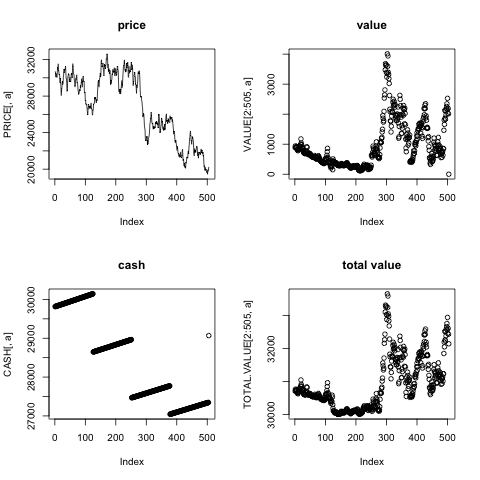 price
PRICE[, a]
20000 24000 28000 32000
0 100 200 300 400 500
Index
value
VALUE[2:505, a]
0 1000 3000
0 100 200 300 400 500
Index
cash
CASH[, a]
27000 28000 29000 30000
0 100 200 300 400 500
Index
total value
TOTAL.VALUE[2:505, a]
30000 32000
0 100 200 300 400 500
Index